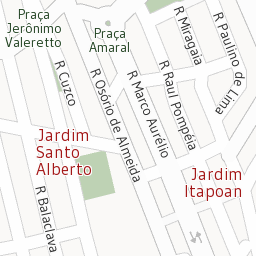 Praça
Jerônimo
Valeretto
Praça
Amaral
R Miragaia
R Paulino de Lima
R Cuzco
R Osório de Almeida
R Marco Aurélio
R Raul Pompéia
Jardim
Santo
Alberto
Jardim
Itapoan
R Balaclava